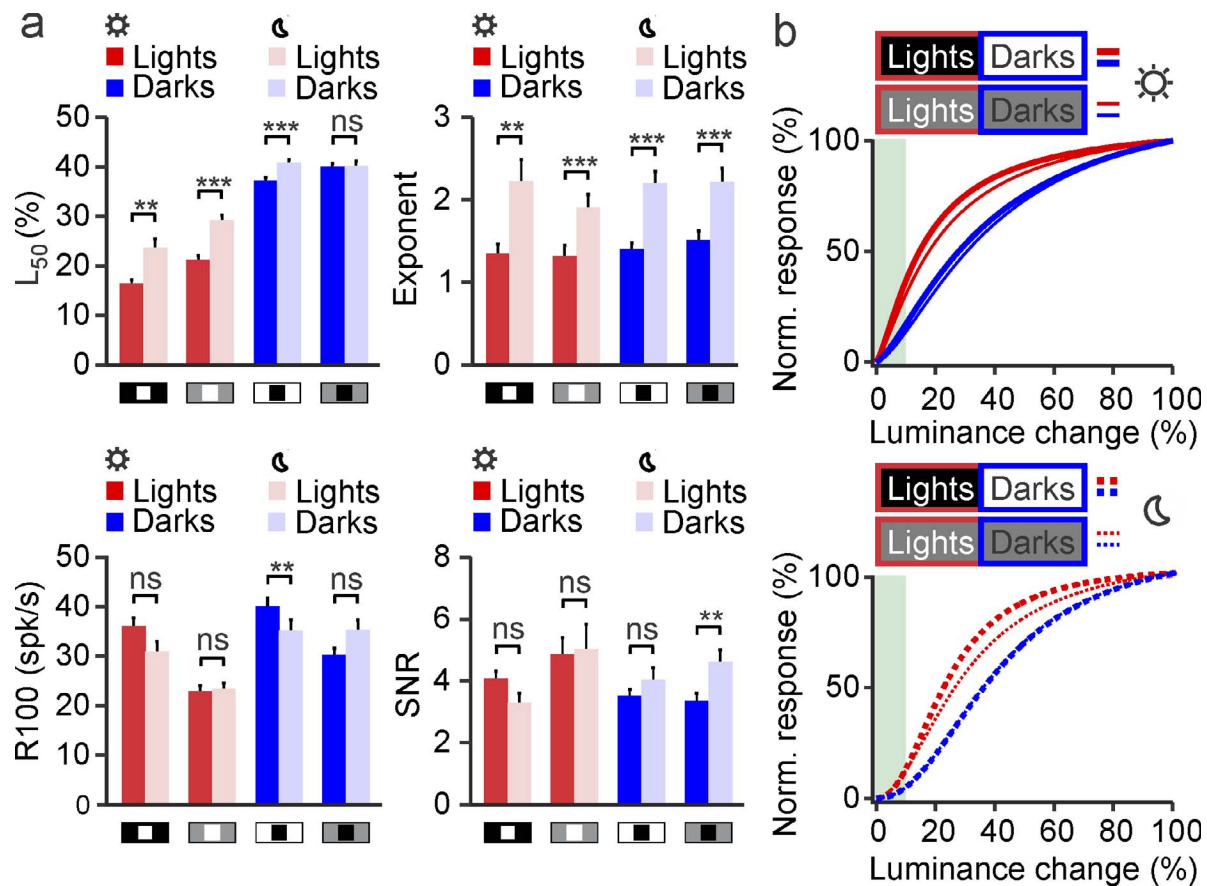 a
Lights Lights
Darks Darks
50
40
30
20
10
0
L50 (%)
** *** *** ns
Lights Lights
Darks Darks
3
2
1
0
Exponent
** *** *** ***
Lights Lights
Darks Darks
50
40
30
20
10
0
R100 (spk/s)
ns ns ** ns
Lights Lights
Darks Darks
8
6
4
2
0
SNR
ns ns ns **
b
Lights Darks
Lights Darks
100
50
0
Norm. response (%)
0 20 40 60 80 100
Luminance change (%)
Lights Darks
Lights Darks
100
50
0
Norm. response (%)
0 20 40 60 80 100
Luminance change (%)